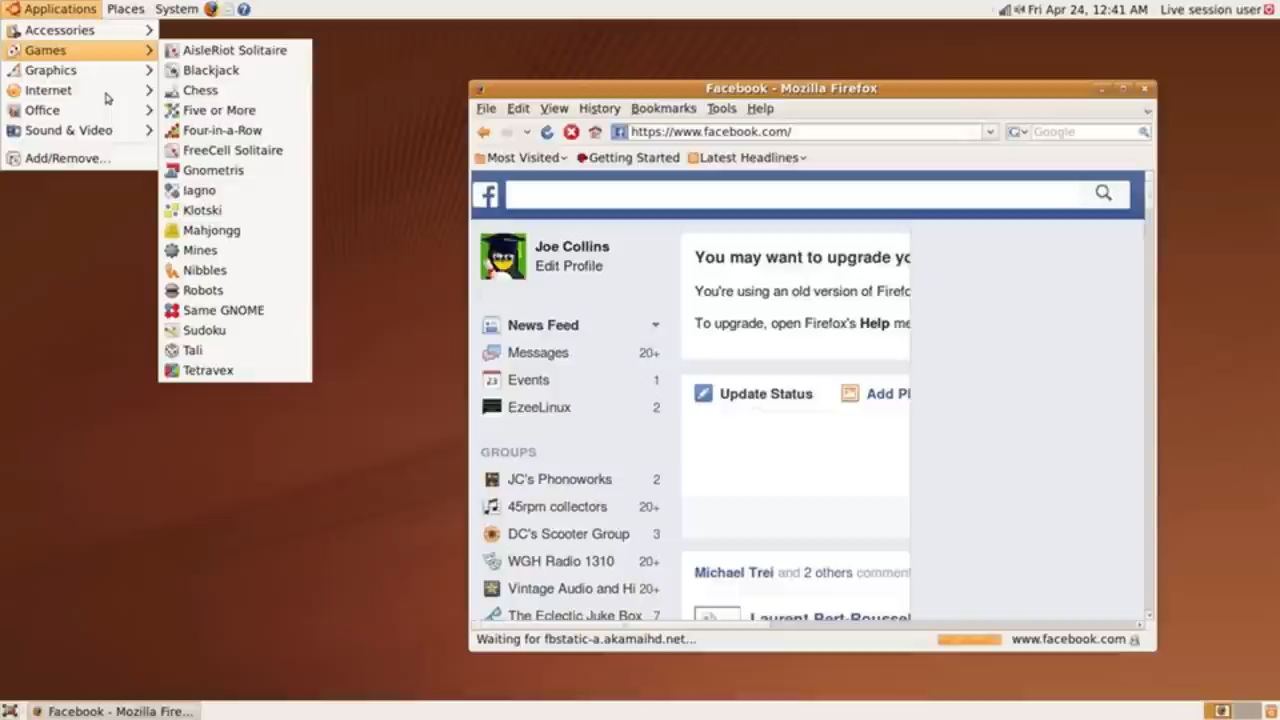 Applications Places System Fri Apr 24, 12:41 AM Live session user
Accessories
Games
Graphics
Internet
Office
Sound & Video
Add/Remove...
AisleRiot Solitaire
Blackjack
Chess
Five or More
Four-in-a-Row
FreeCell Solitaire
Gnometris
Iagno
Klotski
Mahjongg
Mines
Nibbles
Robots
Same GNOME
Sudoku
Tali
Tetravex
Facebook - Mozilla Firefox
File Edit View History Bookmarks Tools Help
https://www.facebook.com/ Google
Most Visited Getting Started Latest Headlines
Joe Collins
Edit Profile
News Feed
Messages 20+
Events 1
EzeeLinux 2
GROUPS
JC's Phonoworks 2
45rpm collectors 20+
DC's Scooter Group 3
WGH Radio 1310 20+
Vintage Audio and Hi 20+
The Eclectic Juke Box 7
You may want to upgrade yo
You're using an old version of Firefo
To upgrade, open Firefox's Help me
Update Status Add Pl
Michael Trei and 2 others comment
Laurent Bert-Roussel
Waiting for fbstatic-a.akamaihd.net... www.facebook.com
Facebook - Mozilla Fire...